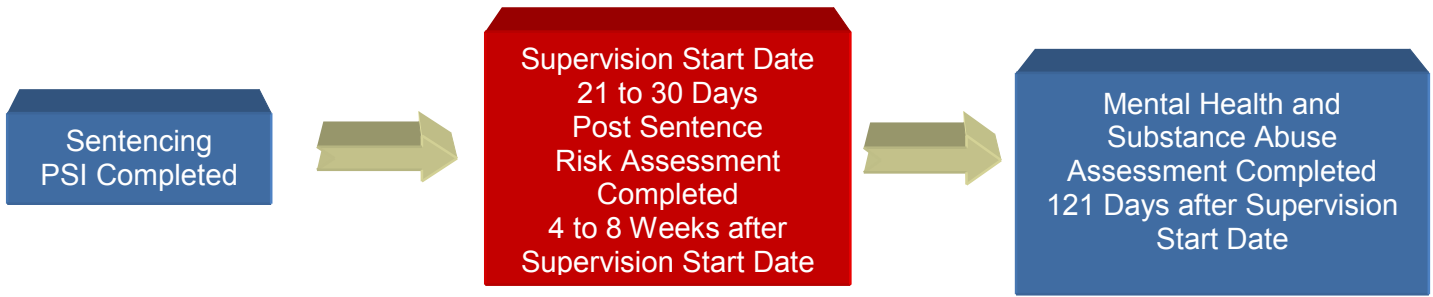 Sentencing
PSI Completed
Supervision Start Date
21 to 30 Days
Post Sentence
Risk Assessment
Completed
4 to 8 Weeks after
Supervision Start Date
Mental Health and
Substance Abuse
Assessment Completed
121 Days after Supervision
Start Date